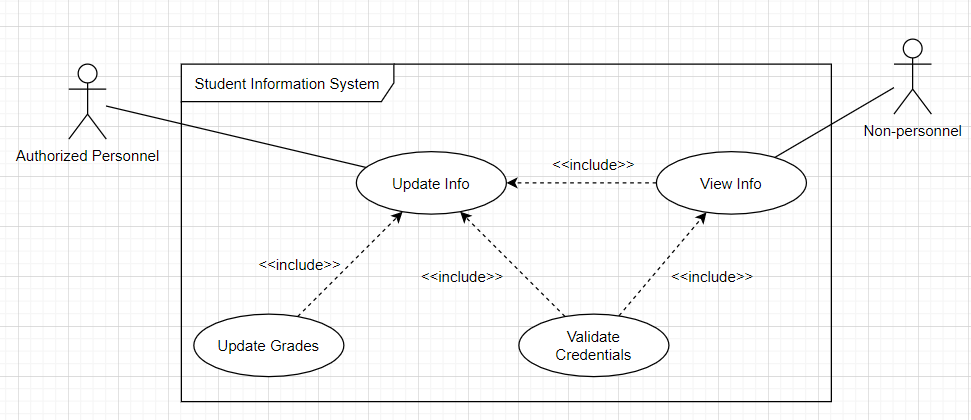 Student Information System
Authorized Personnel
Non-personnel
<<include>>
Update Info
View Info
<<include>>
<<include>>
<<include>>
Update Grades
Validate
Credentials